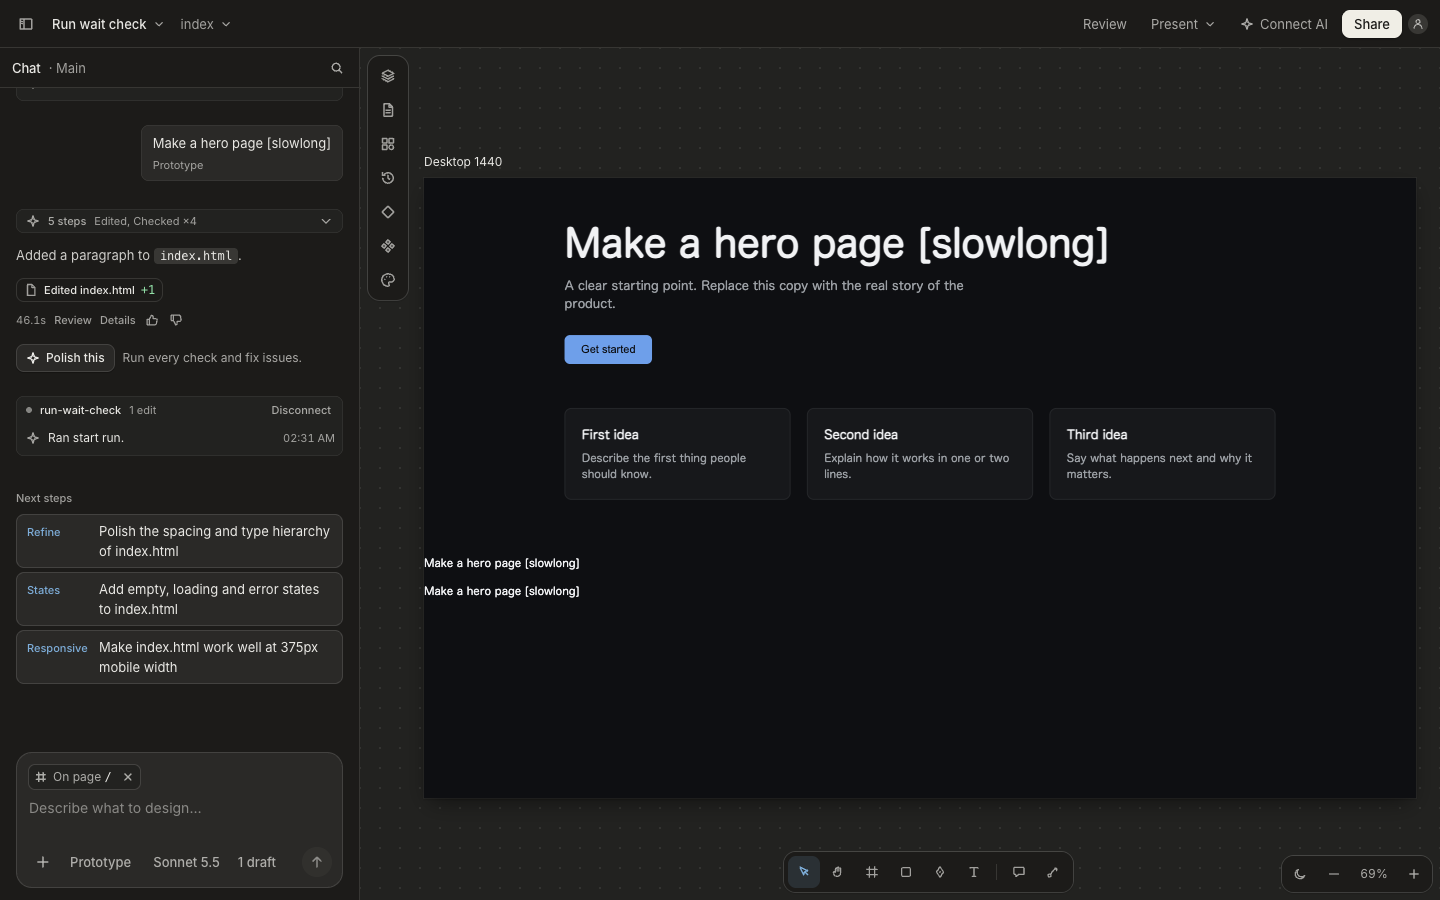 Run wait check
index
Review
Present
Connect AI
Share
Chat · Main
Make a hero page [slowlong]
Prototype
5 steps Edited, Checked ×4
Added a paragraph to index.html.
Edited index.html +1
46.1s Review Details
Polish this Run every check and fix issues.
run-wait-check 1 edit Disconnect
Ran start run. 02:31 AM
Next steps
Refine Polish the spacing and type hierarchy
of index.html
States Add empty, loading and error states
to index.html
Responsive Make index.html work well at 375px
mobile width
On page /
Describe what to design...
Prototype Sonnet 5.5 1 draft
Desktop 1440
Make a hero page [slowlong]
A clear starting point. Replace this copy with the real story of the
product.
Get started
First idea
Describe the first thing people
should know.
Second idea
Explain how it works in one or two
lines.
Third idea
Say what happens next and why it
matters.
Make a hero page [slowlong]
Make a hero page [slowlong]
69%